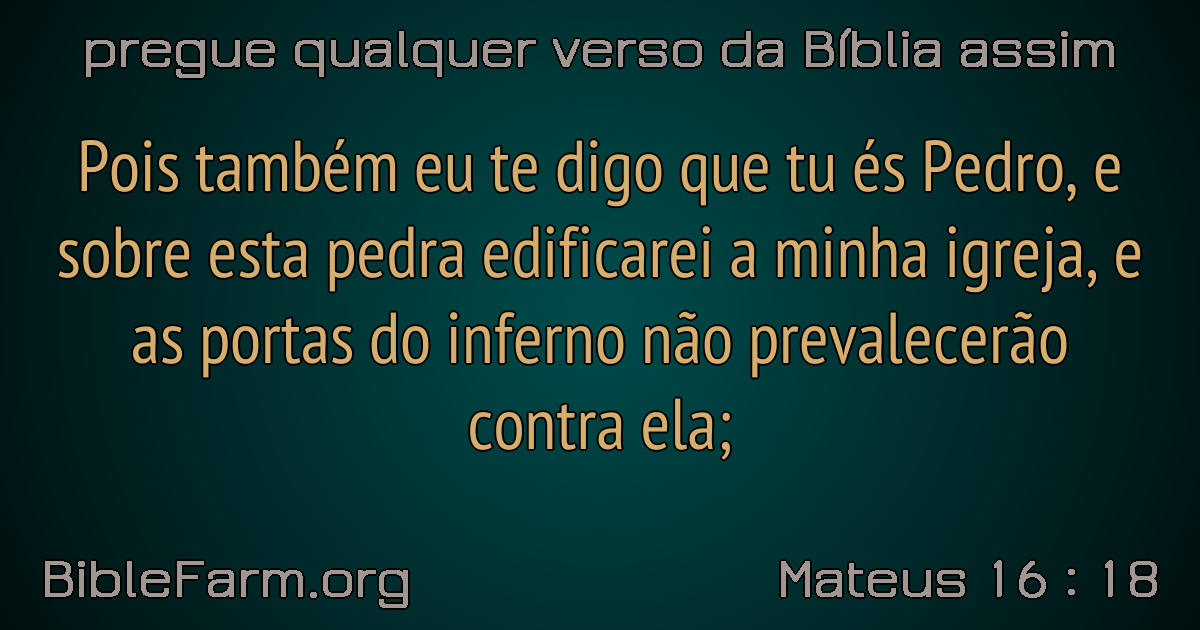 pregue qualquer verso da Bíblia assim
Pois também eu te digo que tu és Pedro, e
sobre esta pedra edificarei a minha igreja, e
as portas do inferno não prevalecerão
contra ela;
BibleFarm.org
Mateus 16 : 18